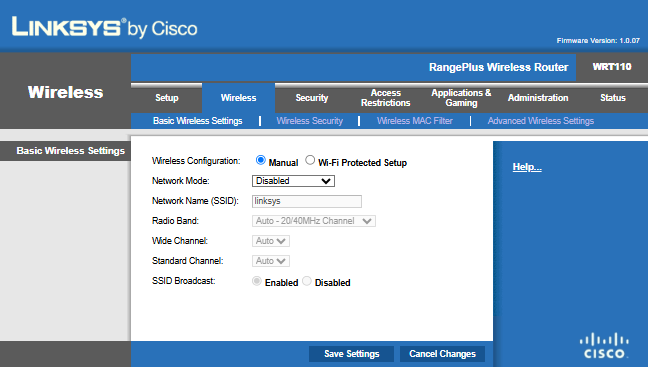 LINKSYS® by Cisco
Firmware Version: 1.0.07
RangePlus Wireless Router WRT110
Wireless
Setup Wireless Security Access Restrictions Applications & Gaming Administration Status
Basic Wireless Settings Wireless Security Wireless MAC Filter Advanced Wireless Settings
Basic Wireless Settings
Wireless Configuration: Manual Wi-Fi Protected Setup
Network Mode: Disabled
Network Name (SSID): linksys
Radio Band: Auto - 20/40MHz Channel
Wide Channel: Auto
Standard Channel: Auto
SSID Broadcast: Enabled Disabled
Help...
Save Settings Cancel Changes
CISCO.